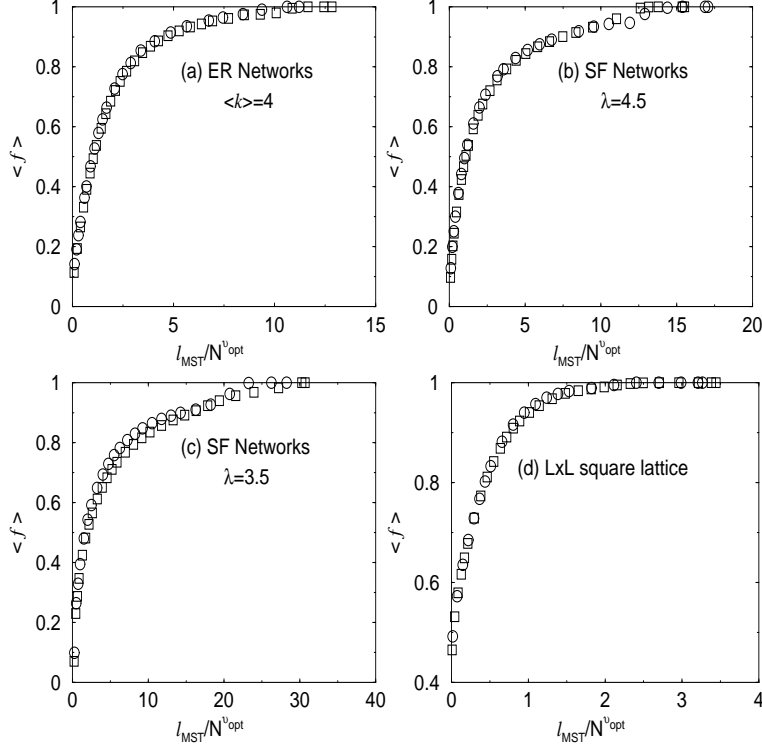 1
0.8
0.6
0.4
0.2
0
< f >
(a) ER Networks
<k>=4
0 5 10 15
l_MST/N^υopt
1
0.8
0.6
0.4
0.2
0
< f >
(b) SF Networks
λ=4.5
0 5 10 15 20
l_MST/N^υopt
1
0.8
0.6
0.4
0.2
0
< f >
(c) SF Networks
λ=3.5
0 10 20 30 40
l_MST/N^υopt
1
0.8
0.6
0.4
< f >
(d) LxL square lattice
0 1 2 3 4
l_MST/N^υopt